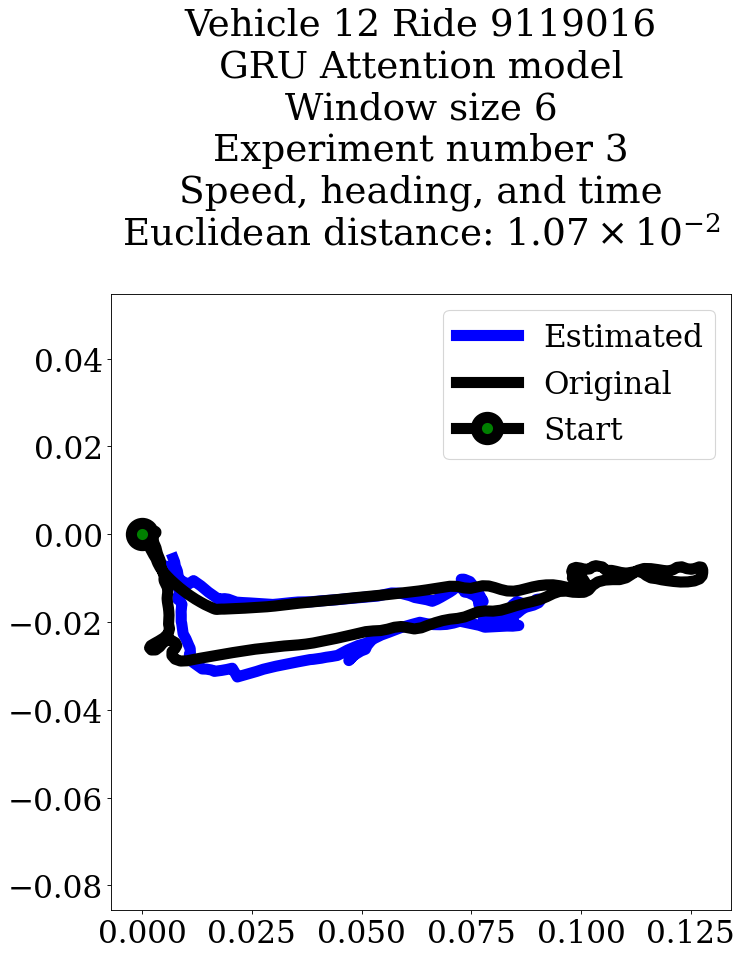 Vehicle 12 Ride 9119016
GRU Attention model
Window size 6
Experiment number 3
Speed, heading, and time
Euclidean distance: 1.07 × 10⁻²
Estimated
Original
Start
0.04
0.02
0.00
−0.02
−0.04
−0.06
−0.08
0.000 0.025 0.050 0.075 0.100 0.125